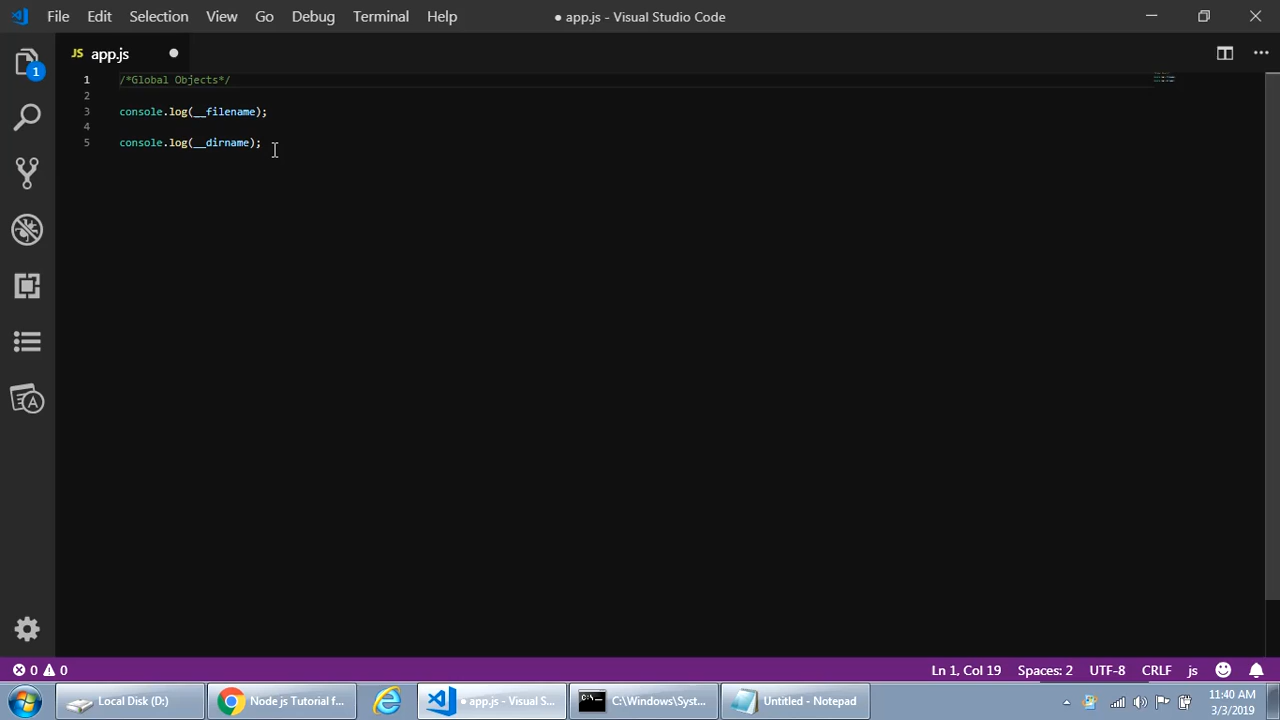 File Edit Selection View Go Debug Terminal Help
● app.js - Visual Studio Code
JS app.js ●
1
1 /*Global Objects*/
2
3 console.log(__filename);
4
5 console.log(__dirname);
0 0
Ln 1, Col 19 Spaces: 2 UTF-8 CRLF js
Local Disk (D:)
Node js Tutorial f...
● app.js - Visual S...
C:\Windows\Syst...
Untitled - Notepad
11:40 AM
3/3/2019